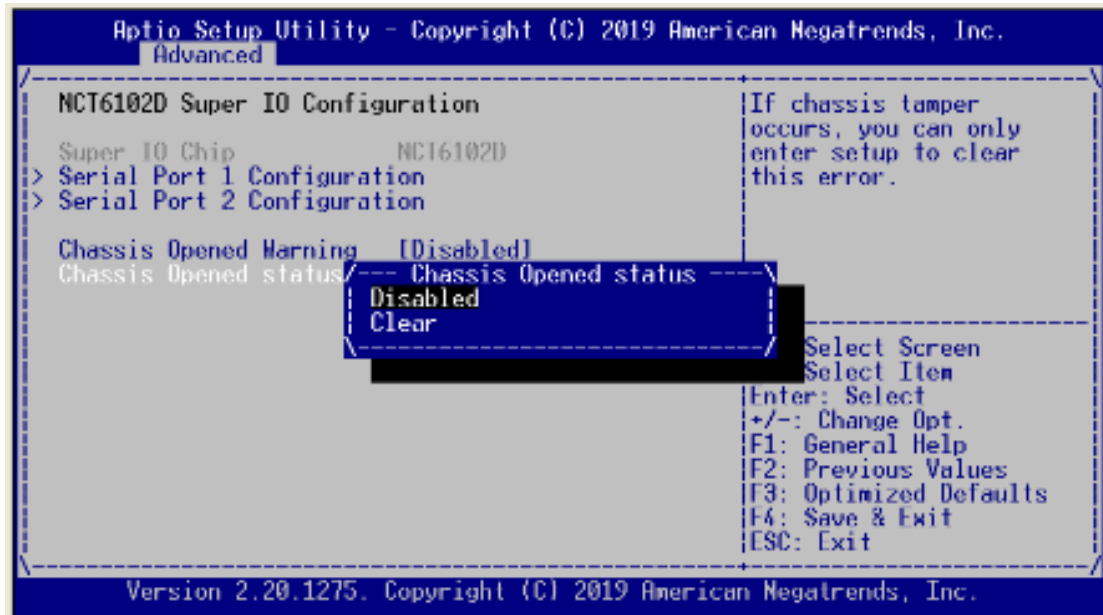 Aptio Setup Utility - Copyright (C) 2019 American Negatrends, Inc.
Advanced
NCT6102D Super IO Configuration
Super IO Chip NCT6102D
> Serial Port 1 Configuration
> Serial Port 2 Configuration
Chassis Opened Warning [Disabled]
Chassis Opened status
Chassis Opened status
Disabled
Clear
If chassis tamper
occurs, you can only
enter setup to clear
this error.
Select Screen
Select Item
Enter: Select
+/-: Change Opt.
F1: General Help
F2: Previous Values
F3: Optimized Defaults
F4: Save & Exit
ESC: Exit
Version 2.20.1275. Copyright (C) 2019 American Negatrends, Inc.